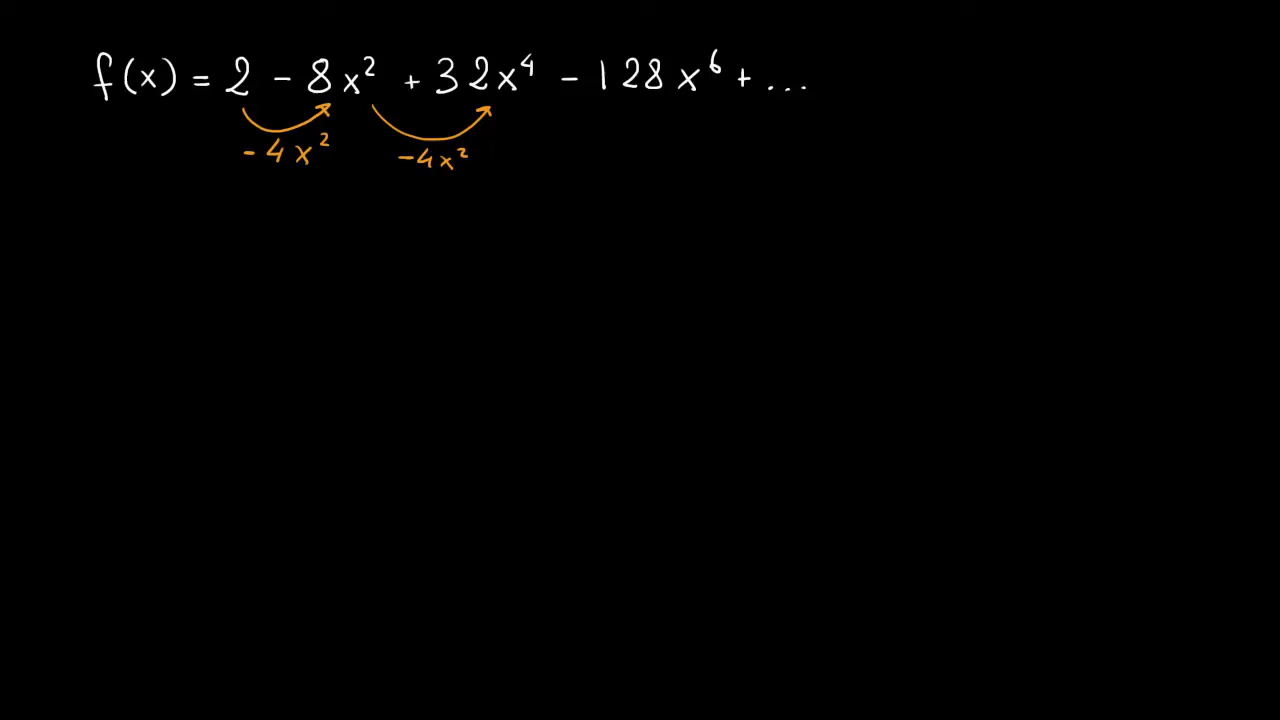 f(x) = 2 - 8x² + 32x⁴ - 128x⁶ + ...
-4x² -4x²